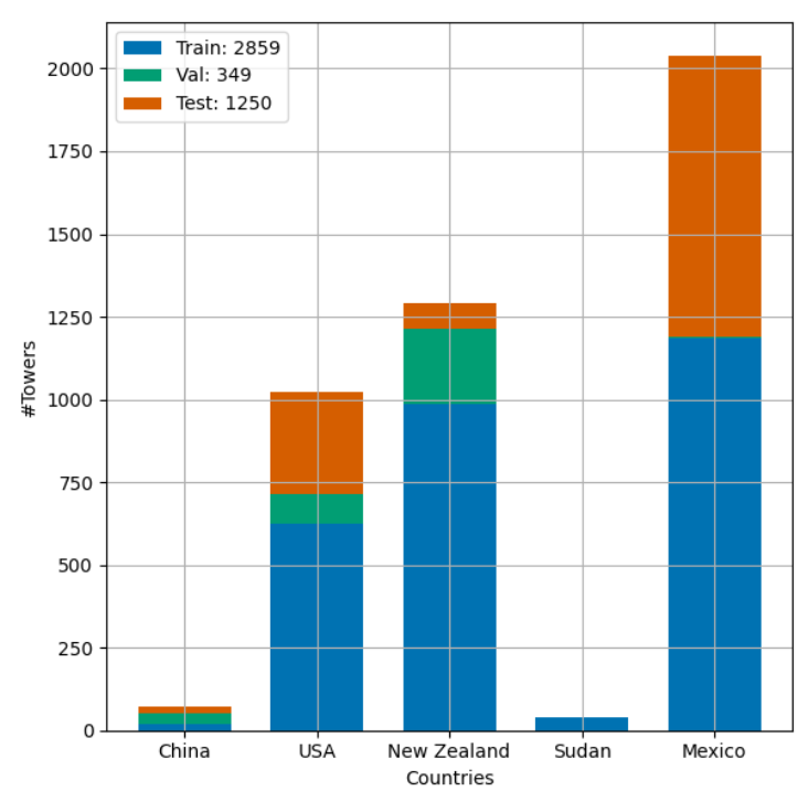 Train: 2859
Val: 349
Test: 1250
2000
1750
1500
1250
1000
750
500
250
0
#Towers
China USA New Zealand Sudan Mexico
Countries